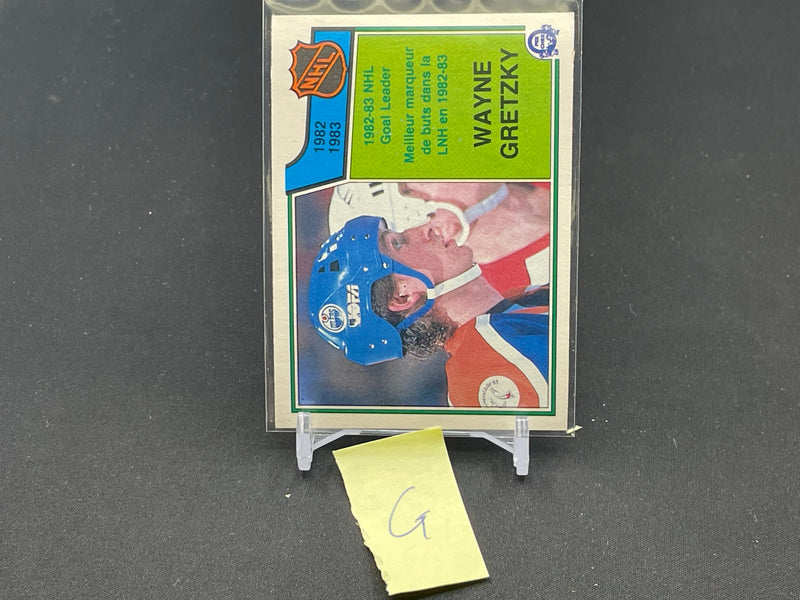 NHL
1982
1983
1982-83 NHL
Goal Leader
Meilleur marqueur
de buts dans la
LNH en 1982-83
WAYNE
GRETZKY
JOFA
G